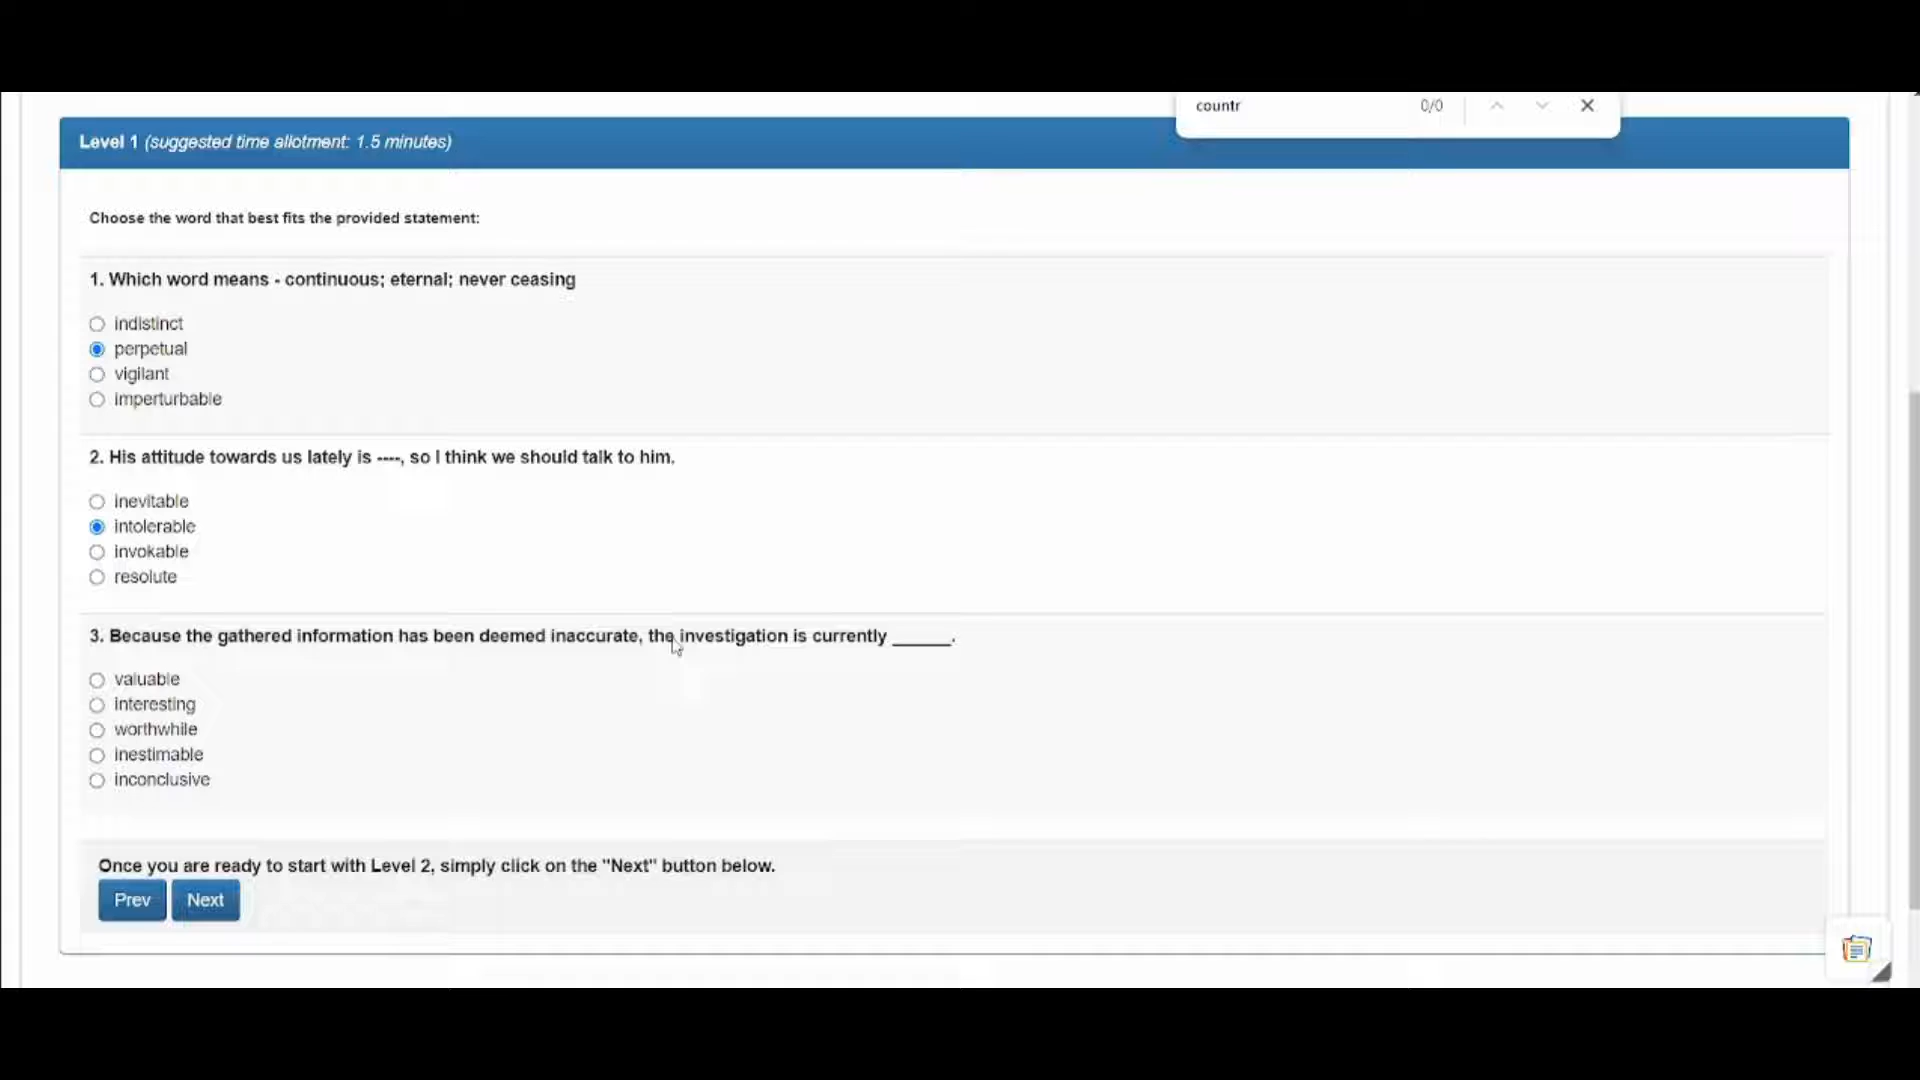 countr 0/0
Level 1 (suggested time allotment: 1.5 minutes)
Choose the word that best fits the provided statement:
1. Which word means - continuous; eternal; never ceasing
indistinct
perpetual
vigilant
imperturbable
2. His attitude towards us lately is ----, so I think we should talk to him.
inevitable
intolerable
invokable
resolute
3. Because the gathered information has been deemed inaccurate, the investigation is currently ______.
valuable
interesting
worthwhile
inestimable
inconclusive
Once you are ready to start with Level 2, simply click on the "Next" button below.
Prev Next